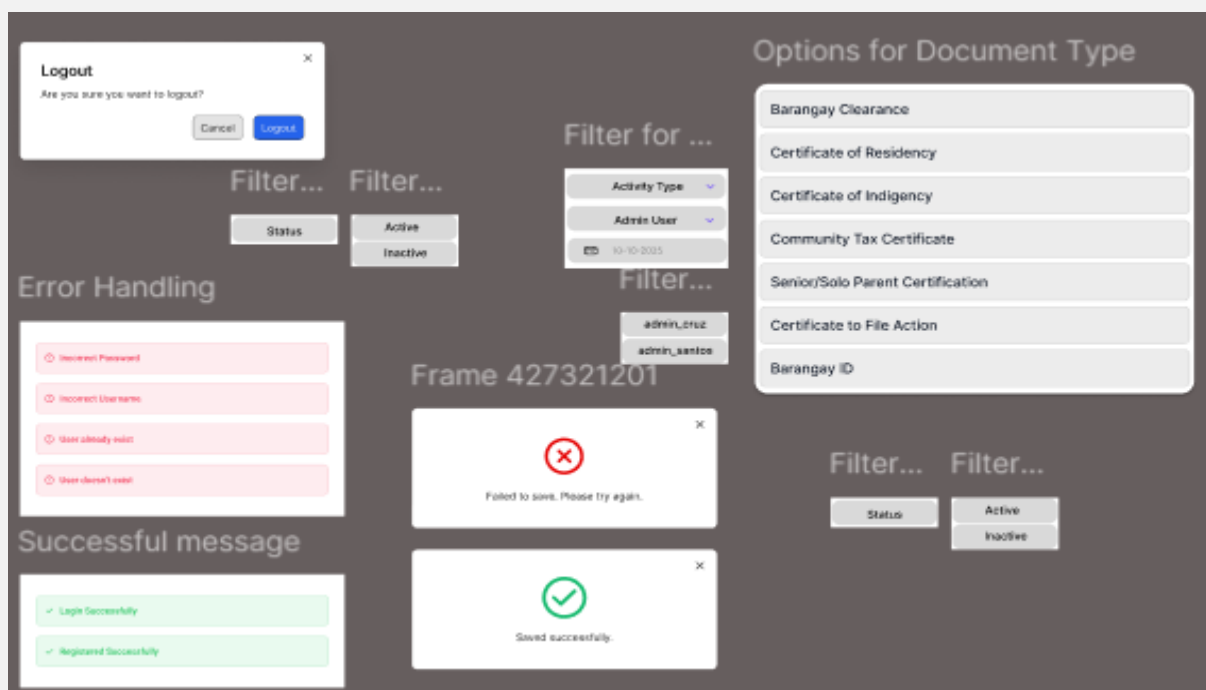 Logout
Are you sure you want to logout?
Cancel
Logout
Filter...
Status
Filter...
Active
Inactive
Filter for ...
Activity Type
Admin User
10-10-2025
Filter...
admin_cruz
admin_santos
Options for Document Type
Barangay Clearance
Certificate of Residency
Certificate of Indigency
Community Tax Certificate
Senior/Solo Parent Certification
Certificate to File Action
Barangay ID
Error Handling
Incorrect Password
Incorrect Username
User already exist
User doesn't exist
Frame 427321201
Failed to save. Please try again.
Saved successfully.
Successful message
Login Successfully
Registered Successfully
Filter...
Status
Filter...
Active
Inactive